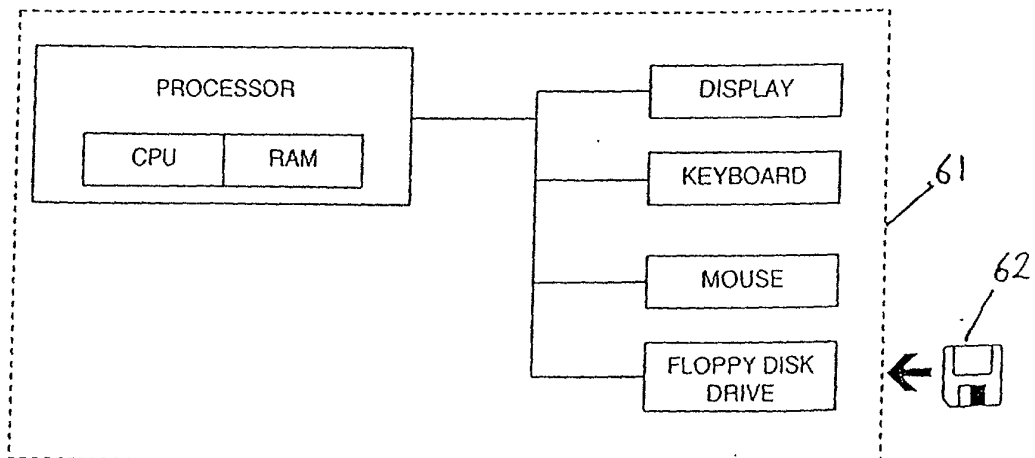 PROCESSOR
CPU
RAM
DISPLAY
KEYBOARD
MOUSE
FLOPPY DISK
DRIVE
61
62